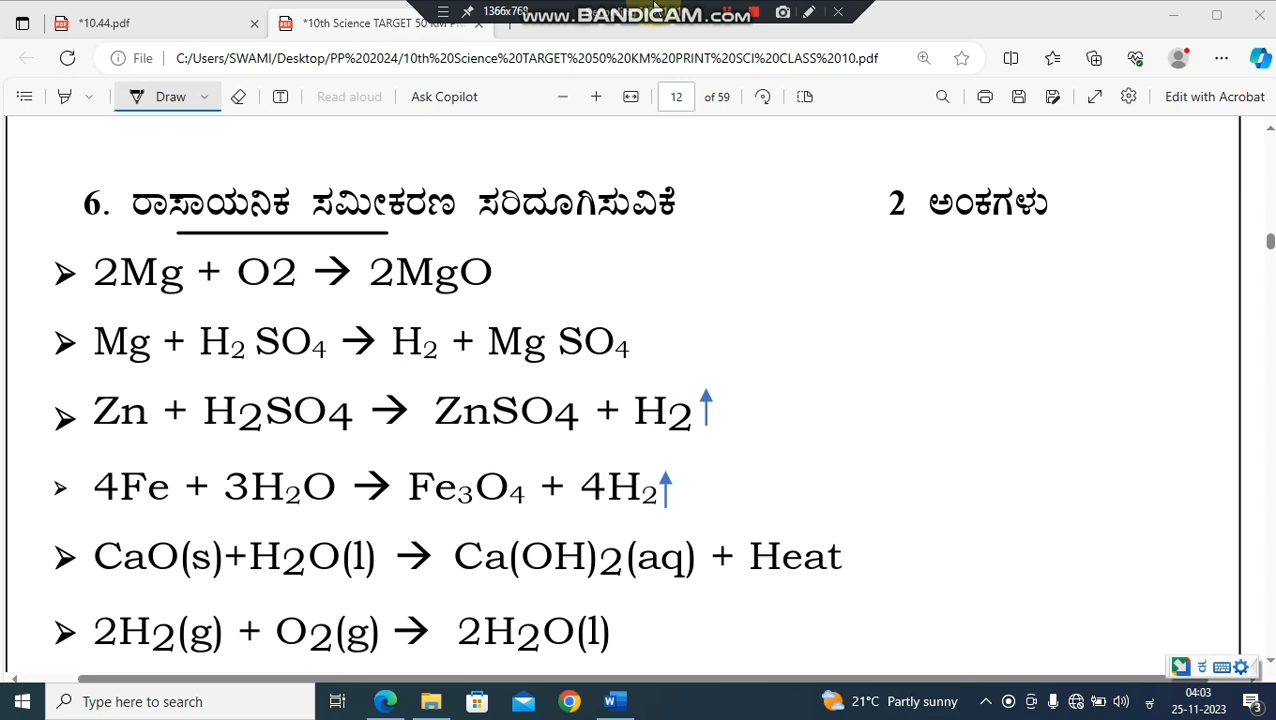 *10.44.pdf
*10th Science TARGET 50 KM PR
1366x768
www.BANDICAM.com
File C:/Users/SWAMI/Desktop/PP%202024/10th%20Science%20TARGET%2050%20KM%20PRINT%20SCI%20CLASS%2010.pdf
Draw Read aloud Ask Copilot 12 of 59 Edit with Acrobat
6. ರಾಸಾಯನಿಕ ಸಮೀಕರಣ ಸರಿದೂಗಿಸುವಿಕೆ 2 ಅಂಕಗಳು
➢ 2Mg + O2 → 2MgO
➢ Mg + H₂ SO₄ → H₂ + Mg SO₄
➢ Zn + H2SO4 → ZnSO4 + H2↑
➢ 4Fe + 3H₂O → Fe₃O₄ + 4H₂↑
➢ CaO(s)+H2O(l) → Ca(OH)2(aq) + Heat
➢ 2H2(g) + O2(g) → 2H2O(l)
ಕ
Type here to search 21°C Partly sunny 04:03
25-11-2023
3